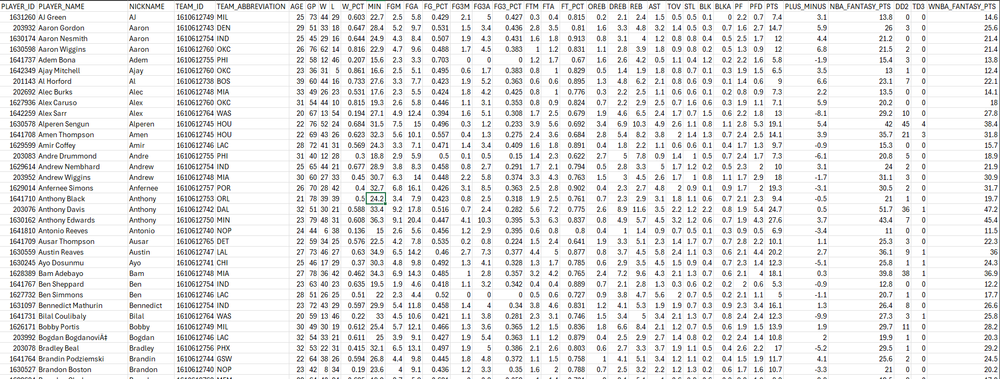 PLAYER_ID PLAYER_NAME NICKNAME TEAM_ID TEAM_ABBREVIATION AGE GP W L W_PCT MIN FGM FGA FG_PCT FG3M FG3A FG3_PCT FTM FTA FT_PCT OREB DREB REB AST TOV STL BLK BLKA PF PFD PTS PLUS_MINUS NBA_FANTASY_PTS DD2 TD3 WNBA_FANTASY_PTS
1631260 AJ Green AJ 1610612749 MIL 25 73 44 29 0.603 22.7 2.5 5.8 0.429 2.1 5 0.427 0.3 0.4 0.815 0.2 2.1 2.4 1.5 0.5 0.5 0.1 0 2.2 0.7 7.4 3.1 13.8 0 0 14.6
203932 Aaron Gordon Aaron 1610612743 DEN 29 51 33 18 0.647 28.4 5.2 9.7 0.531 1.5 3.4 0.436 2.8 3.5 0.81 1.6 3.3 4.8 3.2 1.4 0.5 0.3 0.7 1.6 2.7 14.7 5.9 26 3 0 25.6
1630174 Aaron Nesmith Aaron 1610612754 IND 25 45 29 16 0.644 24.9 4.3 8.4 0.507 1.9 4.3 0.431 1.6 1.8 0.913 0.8 3.1 4 1.2 0.8 0.8 0.4 0.5 2.5 1.7 12 4.4 21.2 0 0 21.4
1630598 Aaron Wiggins Aaron 1610612760 OKC 26 76 62 14 0.816 22.9 4.7 9.6 0.488 1.7 4.5 0.383 1 1.2 0.831 1.1 2.8 3.9 1.8 0.9 0.8 0.2 0.5 1.3 0.9 12 6.8 21.5 2 0 21.4
1641737 Adem Bona Adem 1610612755 PHI 22 58 12 46 0.207 15.6 2.3 3.3 0.703 0 0 0 1.2 1.7 0.67 1.6 2.6 4.2 0.5 1.1 0.4 1.2 0.2 2.2 1.6 5.8 -1.9 15.4 3 0 13.8
1642349 Ajay Mitchell Ajay 1610612760 OKC 23 36 31 5 0.861 16.6 2.5 5.1 0.495 0.6 1.7 0.383 0.8 1 0.829 0.5 1.4 1.9 1.8 0.8 0.7 0.1 0.3 1.9 1.5 6.5 3.5 13 1 0 12.4
201143 Al Horford Al 1610612738 BOS 39 60 44 16 0.733 27.6 3.3 7.7 0.423 1.9 5.2 0.363 0.6 0.6 0.895 1.3 4.8 6.2 2.1 0.8 0.6 0.9 0.1 1.4 0.6 9 6.6 23.1 7 0 22.1
202692 Alec Burks Alec 1610612748 MIA 33 49 26 23 0.531 17.6 2.3 5.5 0.424 1.8 4.2 0.425 0.8 1 0.776 0.3 2.2 2.5 1.1 0.6 0.6 0.1 0.2 0.8 0.9 7.3 2.2 13.5 0 0 14.1
1627936 Alex Caruso Alex 1610612760 OKC 31 54 44 10 0.815 19.3 2.6 5.8 0.446 1.1 3.1 0.353 0.8 0.9 0.824 0.7 2.2 2.9 2.5 0.7 1.6 0.6 0.3 1.9 1.1 7.1 5.9 20.2 0 0 18
1642259 Alex Sarr Alex 1610612764 WAS 20 67 13 54 0.194 27.1 4.9 12.4 0.394 1.6 5.1 0.308 1.7 2.5 0.679 1.9 4.6 6.5 2.4 1.7 0.7 1.5 0.6 2.2 1.8 13 -8.1 29.2 10 0 27.8
1630578 Alperen Sengun Alperen 1610612745 HOU 22 76 52 24 0.684 31.5 7.5 15 0.496 0.3 1.2 0.233 3.9 5.6 0.692 3.4 6.9 10.3 4.9 2.6 1.1 0.8 1.1 2.8 5.3 19.1 5.4 42 45 4 38.4
1641708 Amen Thompson Amen 1610612745 HOU 22 69 43 26 0.623 32.3 5.6 10.1 0.557 0.4 1.3 0.275 2.4 3.6 0.684 2.8 5.4 8.2 3.8 2 1.4 1.3 0.7 2.4 2.5 14.1 3.9 35.7 21 3 31.8
1629599 Amir Coffey Amir 1610612746 LAC 28 72 41 31 0.569 24.3 3.3 7.1 0.471 1.4 3.4 0.409 1.6 1.8 0.891 0.4 1.8 2.2 1.1 0.6 0.6 0.1 0.4 1.7 1.3 9.7 -0.9 15.3 0 0 15.7
203083 Andre Drummond Andre 1610612755 PHI 31 40 12 28 0.3 18.8 2.9 5.9 0.5 0.1 0.5 0.15 1.4 2.3 0.622 2.7 5 7.8 0.9 1.4 1 0.5 0.7 2.4 1.7 7.3 -6.1 20.8 5 0 18.9
1629614 Andrew Nembhard Andrew 1610612754 IND 25 65 44 21 0.677 28.9 3.8 8.3 0.458 0.8 2.7 0.291 1.7 2.1 0.794 0.5 2.8 3.3 5 1.7 1.2 0.2 0.5 2.3 2 10 3.1 24 2 0 21.9
203952 Andrew Wiggins Andrew 1610612748 MIA 30 60 27 33 0.45 30.7 6.3 14 0.448 2.2 5.8 0.374 3.3 4.3 0.763 1.5 3 4.5 2.6 1.7 1 0.8 1.1 1.7 2.9 18 -1.7 31.1 3 0 30.9
1629014 Anfernee Simons Anfernee 1610612757 POR 26 70 28 42 0.4 32.7 6.8 16.1 0.426 3.1 8.5 0.363 2.5 2.8 0.902 0.4 2.3 2.7 4.8 2 0.9 0.1 0.9 1.7 2 19.3 -3.1 30.5 2 0 31.7
1641710 Anthony Black Anthony 1610612753 ORL 21 78 39 39 0.5 24.2 3.4 7.9 0.423 0.8 2.5 0.318 1.9 2.5 0.761 0.7 2.3 2.9 3.1 1.8 1.1 0.6 0.7 2.1 2.3 9.4 -0.5 21 1 0 19.7
203076 Anthony Davis Anthony 1610612742 DAL 32 51 30 21 0.588 33.4 9.2 17.8 0.516 0.7 2.4 0.282 5.6 7.2 0.775 2.6 8.9 11.6 3.5 2.2 1.2 2.2 0.8 1.9 5.4 24.7 0.5 51.7 36 1 47.2
1630162 Anthony Edwards Anthony 1610612750 MIN 23 79 48 31 0.608 36.3 9.1 20.4 0.447 4.1 10.3 0.395 5.3 6.3 0.837 0.8 4.9 5.7 4.5 3.2 1.2 0.6 0.7 1.9 4.3 27.6 3.7 43.4 7 0 45.4
1641810 Antonio Reeves Antonio 1610612740 NOP 24 44 6 38 0.136 15 2.6 5.6 0.456 1.2 2.9 0.395 0.6 0.8 0.8 0.4 1 1.4 0.9 0.7 0.5 0.1 0.3 0.9 0.5 6.9 -3.4 11 0 0 11.5
1641709 Ausar Thompson Ausar 1610612765 DET 22 59 34 25 0.576 22.5 4.2 7.8 0.535 0.2 0.8 0.224 1.5 2.4 0.641 1.9 3.3 5.1 2.3 1.4 1.7 0.7 0.7 2.8 2.2 10.1 1.1 25.3 3 0 22.3
1630559 Austin Reaves Austin 1610612747 LAL 27 73 46 27 0.63 34.9 6.5 14.2 0.46 2.7 7.3 0.377 4.4 5 0.877 0.8 3.7 4.5 5.8 2.4 1.1 0.3 0.6 2.1 4.4 20.2 2.7 36.1 9 1 36
1630245 Ayo Dosunmu Ayo 1610612741 CHI 25 46 17 29 0.37 30.3 4.8 9.8 0.492 1.3 4.1 0.328 1.3 1.7 0.785 0.6 2.9 3.5 4.5 1.5 0.9 0.4 0.7 2.3 1.4 12.3 -5.1 25.8 1 1 24.3
1628389 Bam Adebayo Bam 1610612748 MIA 27 78 36 42 0.462 34.3 6.9 14.3 0.485 1 2.8 0.357 3.2 4.2 0.765 2.4 7.2 9.6 4.3 2.1 1.3 0.7 0.6 2.1 4 18.1 0.3 39.8 38 1 36.9
1641767 Ben Sheppard Ben 1610612754 IND 23 63 40 23 0.635 19.5 1.9 4.6 0.418 1.1 3.2 0.342 0.4 0.4 0.889 0.7 2.1 2.8 1.3 0.3 0.6 0.2 0.2 2 0.6 5.3 -0.9 12.8 0 0 12.2
1627732 Ben Simmons Ben 1610612746 LAC 28 51 26 25 0.51 22 2.3 4.4 0.52 0 0 0 0.5 0.6 0.727 0.9 3.8 4.7 5.6 2 0.7 0.5 0.2 2.1 1.1 5 -1.1 20.7 1 0 17.7
1631097 Bennedict Mathurin Bennedict 1610612754 IND 23 72 43 29 0.597 29.9 5.4 11.8 0.458 1.4 4 0.34 3.8 4.6 0.831 1.2 4.1 5.3 1.9 1.9 0.7 0.3 0.9 2.3 3.4 16.1 1.3 26.4 8 0 26.6
1641731 Bilal Coulibaly Bilal 1610612764 WAS 20 59 13 46 0.22 33 4.5 10.6 0.421 1.1 3.8 0.281 2.3 3.1 0.746 1.5 3.4 5 3.4 2.1 1.3 0.7 0.8 2.4 2.4 12.3 -9.9 27.3 3 1 25.8
1626171 Bobby Portis Bobby 1610612749 MIL 30 49 30 19 0.612 25.4 5.7 12.1 0.466 1.3 3.6 0.365 1.2 1.5 0.836 1.8 6.6 8.4 2.1 1.2 0.7 0.5 0.6 1.9 1.5 13.9 1.9 29.7 11 0 28.2
203992 Bogdan BogdanoviÄ‡ Bogdan 1610612746 LAC 32 54 33 21 0.611 25 3.9 9.1 0.427 1.9 5.4 0.363 1.1 1.2 0.879 0.4 2.5 2.9 2.7 1.4 0.8 0.2 0.2 2.4 1.4 10.8 2 19.9 1 0 20.3
203078 Bradley Beal Bradley 1610612756 PHX 32 53 22 31 0.415 32.1 6.5 13.1 0.497 1.9 5 0.386 2.1 2.6 0.803 0.6 2.7 3.3 3.7 1.9 1.1 0.5 0.4 2.6 2.2 17 -5.2 29.5 1 0 29.2
1641764 Brandin Podziemski Brandin 1610612744 GSW 22 64 38 26 0.594 26.8 4.4 9.8 0.445 1.8 4.8 0.372 1.1 1.5 0.758 1 4.1 5.1 3.4 1.2 1.1 0.2 0.4 1.5 1.9 11.7 4.1 25.6 2 0 24.5
1630527 Brandon Boston Brandon 1610612740 NOP 23 42 8 34 0.19 23.6 4 9.1 0.436 1.2 3.3 0.35 1.6 2 0.788 0.7 2.5 3.2 2.2 1.2 1.3 0.2 0.6 1.7 1.6 10.7 -3.3 21 0 0 20.2